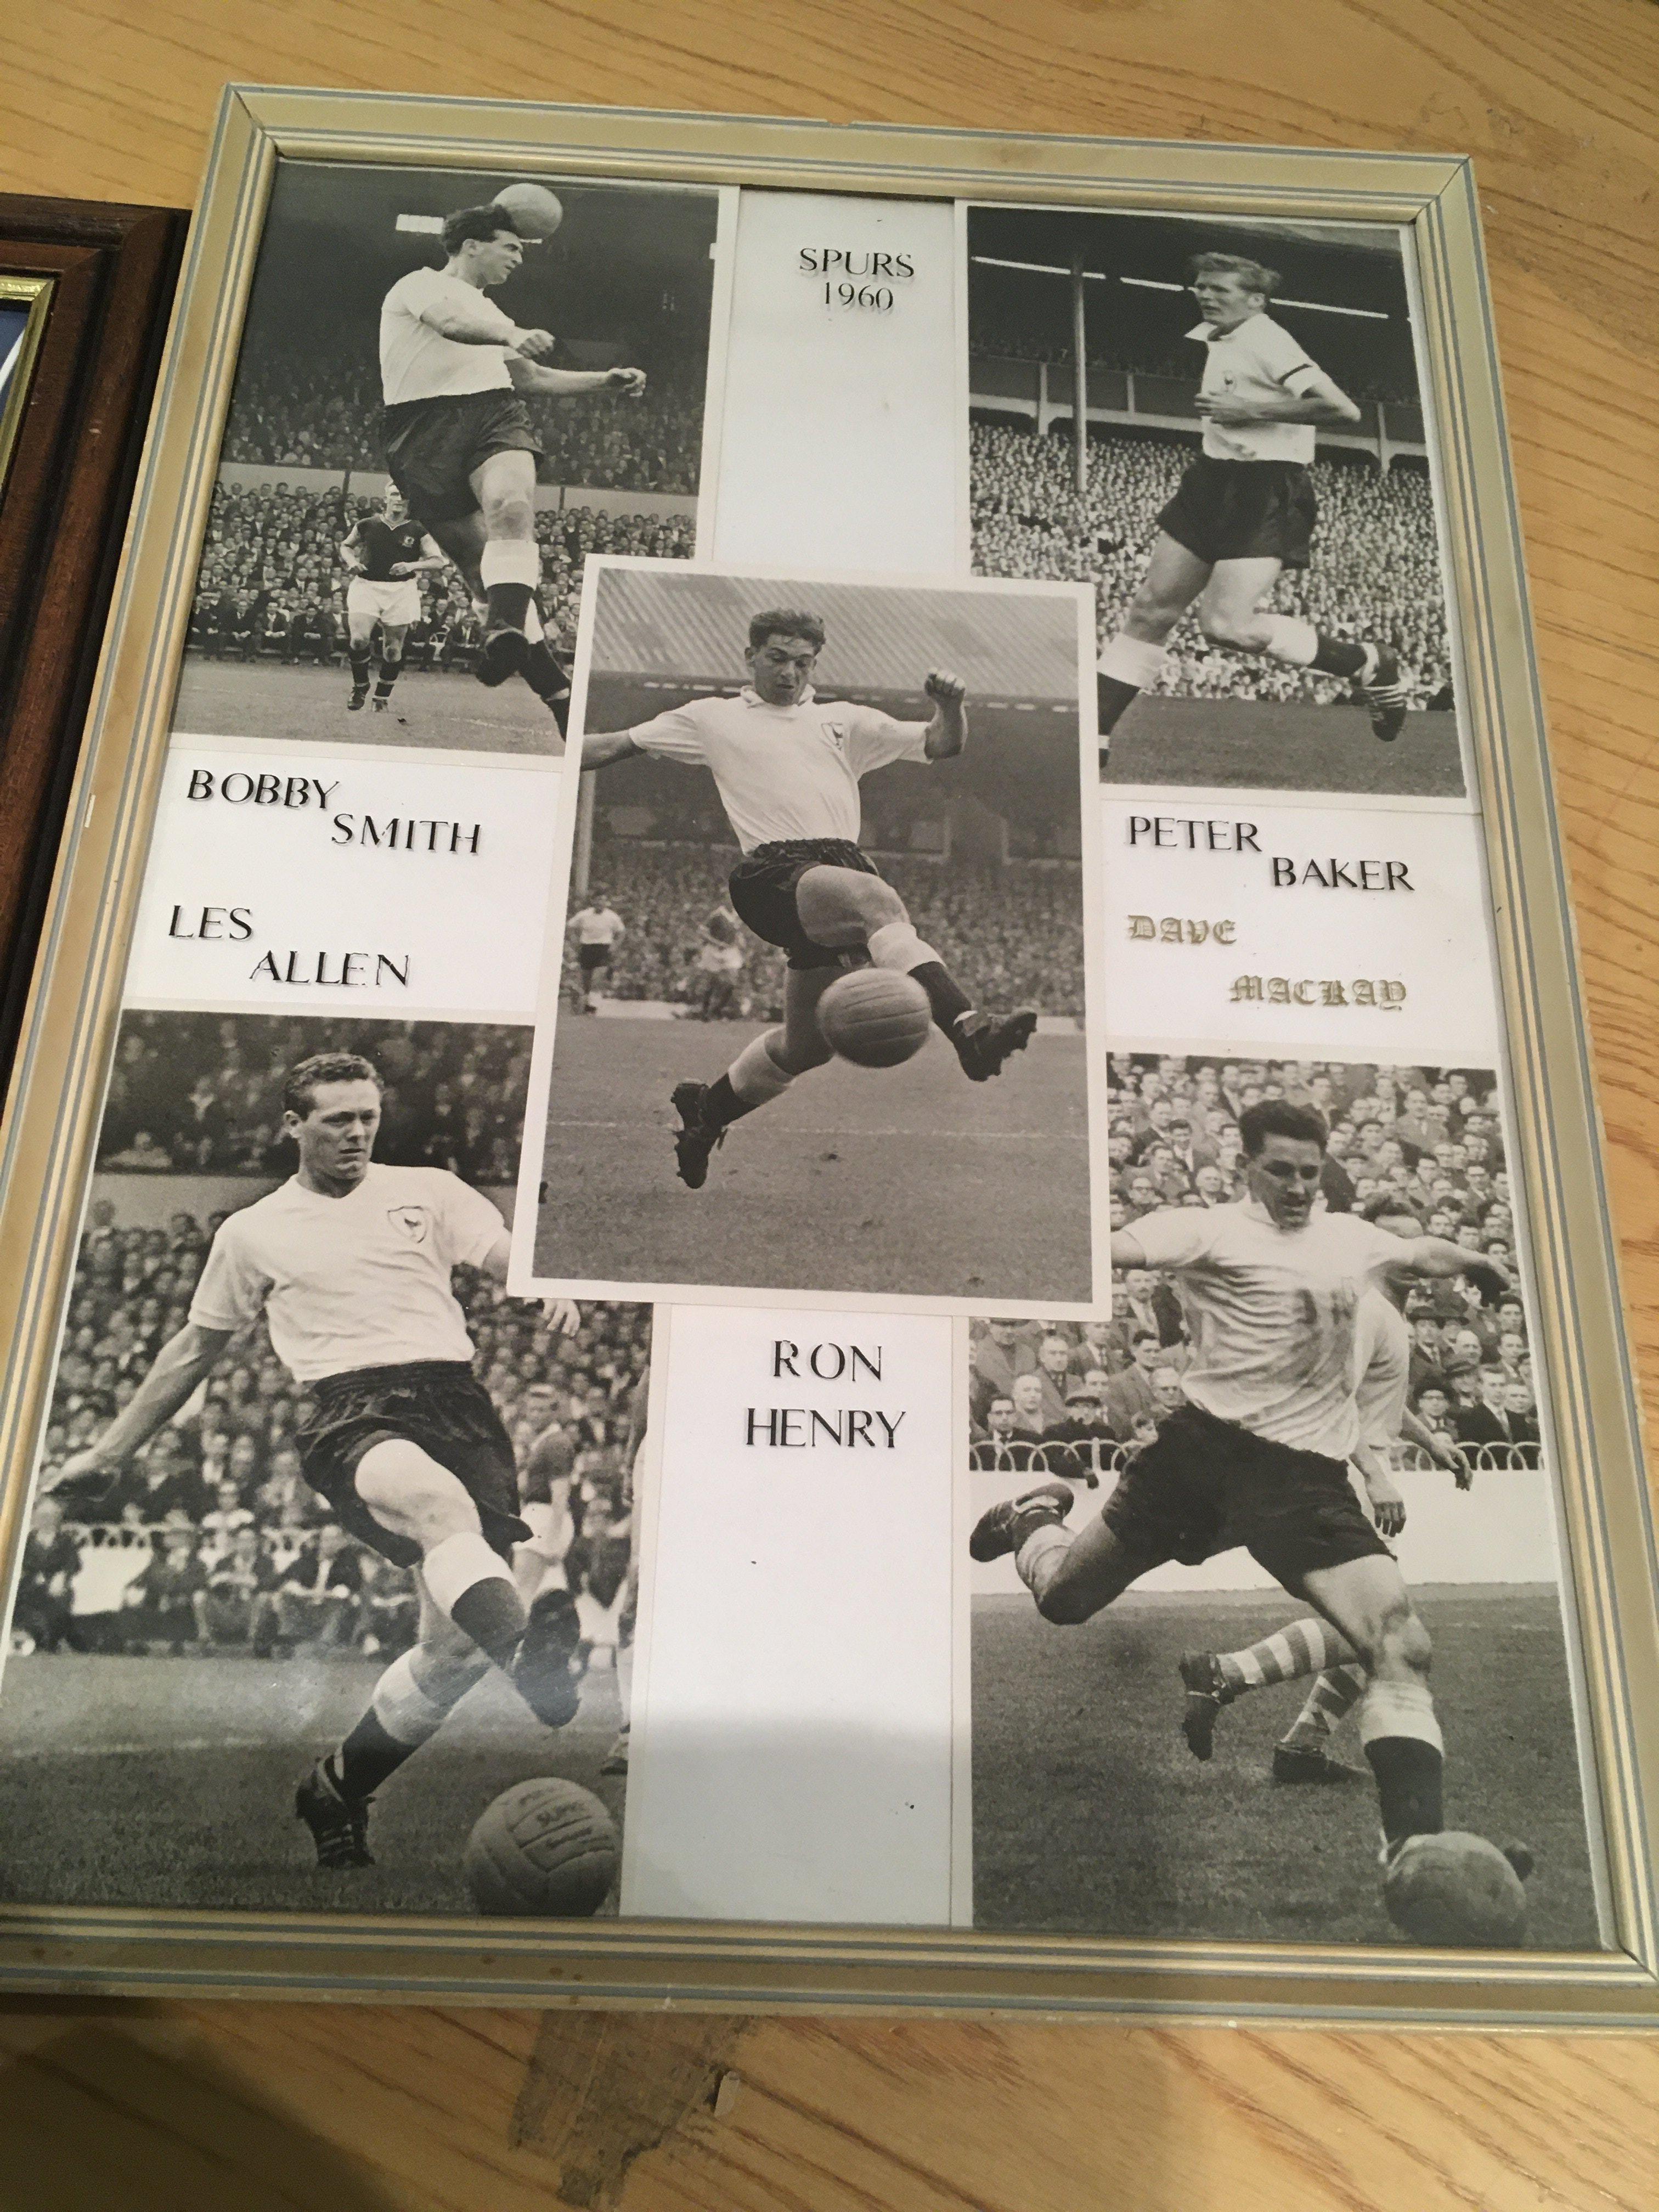 SPURS
1960
BOBBY
SMITH
LES
ALLEN
PETER
BAKER
DAVE
MACKAY
RON
HENRY